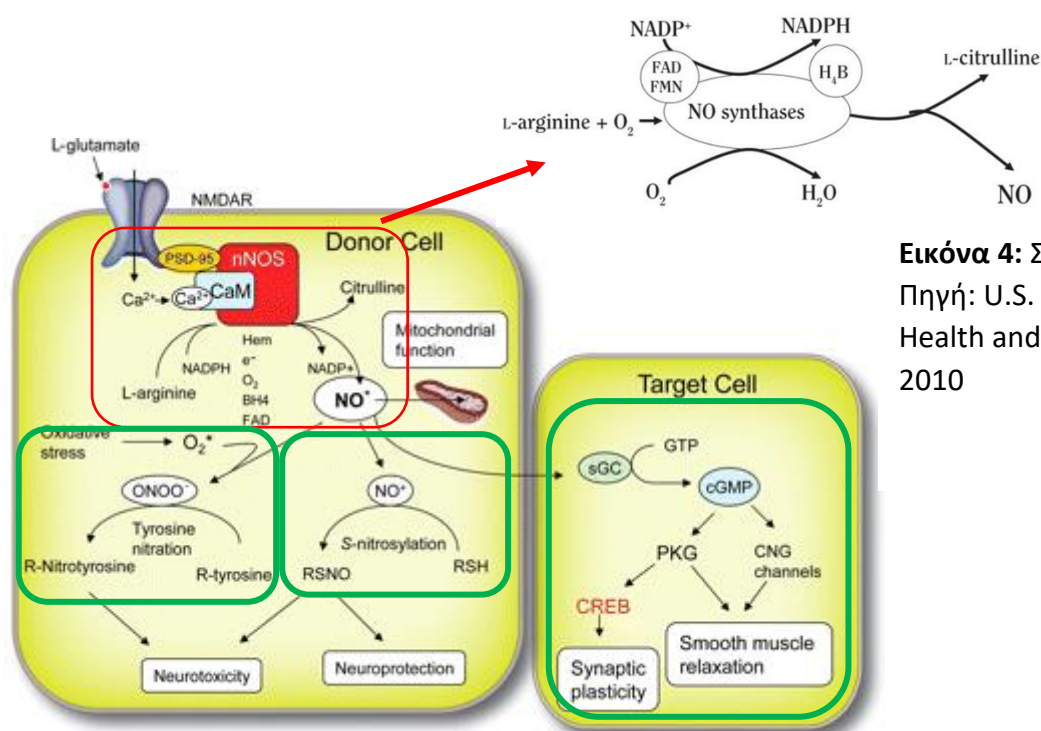 NADP⁺
NADPH
FAD
FMN
H₄B
L-citrulline
L-arginine + O₂
NO synthases
O₂
H₂O
NO
L-glutamate
NMDAR
Donor Cell
PSD-95
nNOS
Ca²⁺
Ca²⁺
CaM
Citrulline
Mitochondrial
function
Hem
e⁻
O₂
BH4
FAD
NADPH
NADP+
L-arginine
NO*
Oxidative
stress
O₂*
ONOO⁻
Tyrosine
nitration
R-Nitrotyrosine
R-tyrosine
NO⁺
S-nitrosylation
RSNO
RSH
Neurotoxicity
Neuroprotection
Target Cell
sGC
GTP
cGMP
PKG
CNG
channels
CREB
Synaptic
plasticity
Smooth muscle
relaxation
Εικόνα 4: Σ
Πηγή: U.S.
Health and
2010